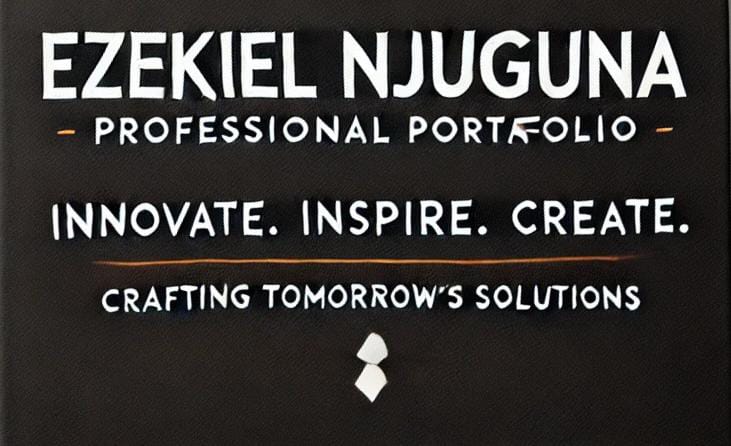 EZEKIEL NJUGUNA
- PROFESSIONAL PORTFOLIO -
INNOVATE. INSPIRE. CREATE.
CRAFTING TOMORROW'S SOLUTIONS